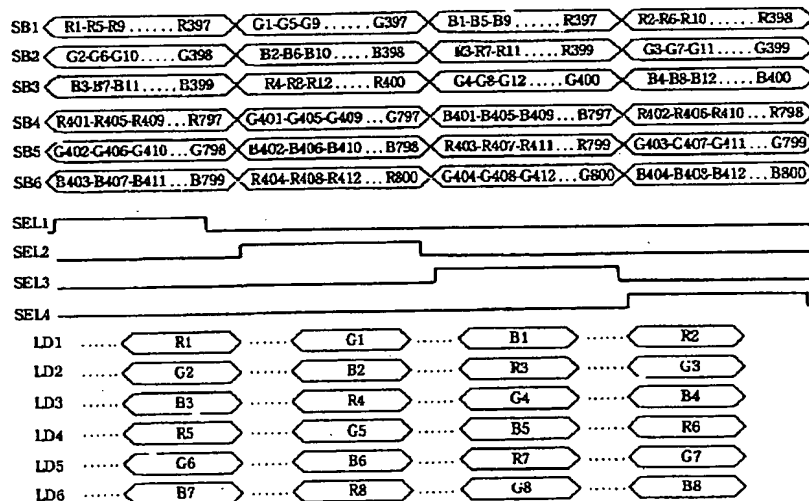 SB1 R1-R5-R9.....R397 G1-G5-G9......G397 B1-B5-B9.....R397 R2-R6-R10.....R398
SB2 G2-G6-G10.....G398 B2-B6-B10.....B398 R3-R7-R11.....R399 G3-G7-G11.....G399
SB3 B3-B7-B11.....B399 R4-R8-R12.....R400 G4-G8-G12.....G400 B4-B8-B12.....B400
SB4 R401-R405-R409...R797 G401-G405-G409...G797 B401-B405-B409...B797 R402-R406-R410...R798
SB5 G402-G406-G410...G798 B402-B406-B410...B798 R403-R407-R411...R799 G403-C407-G411...G799
SB6 B403-B407-B411...B799 R404-R408-R412...R800 G404-G408-G412...G800 B404-B408-B412...B800
SEL1
SEL2
SEL3
SEL4
LD1 ...... R1 ...... G1 ...... B1 ...... R2
LD2 ...... G2 ...... B2 ...... R3 ...... G3
LD3 ...... B3 ...... R4 ...... G4 ...... B4
LD4 ...... R5 ...... G5 ...... B5 ...... R6
LD5 ...... G6 ...... B6 ...... R7 ...... G7
LD6 ...... B7 ...... R8 ...... G8 ...... B8